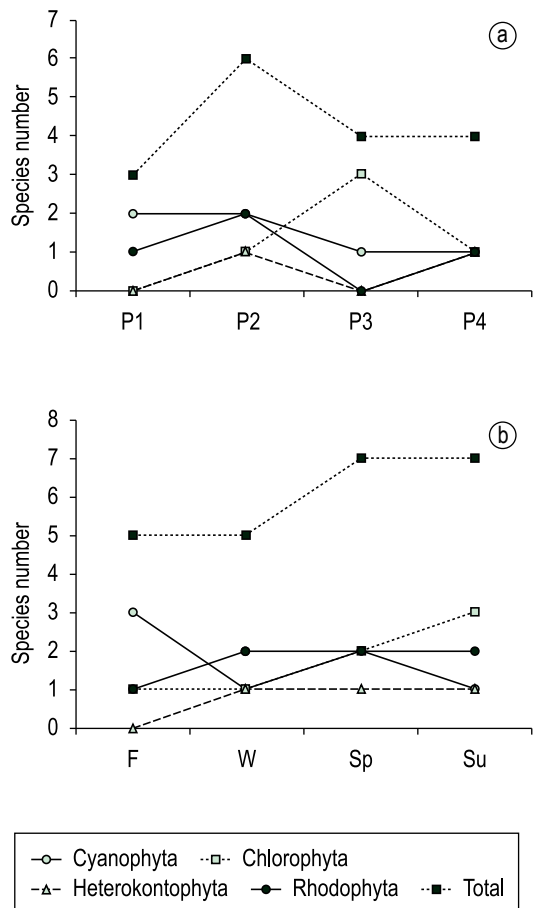 7
a
6
5
4
3
2
1
0
Species number
P1 P2 P3 P4
8
b
7
6
5
4
3
2
1
0
Species number
F W Sp Su
Cyanophyta Chlorophyta
Heterokontophyta Rhodophyta Total